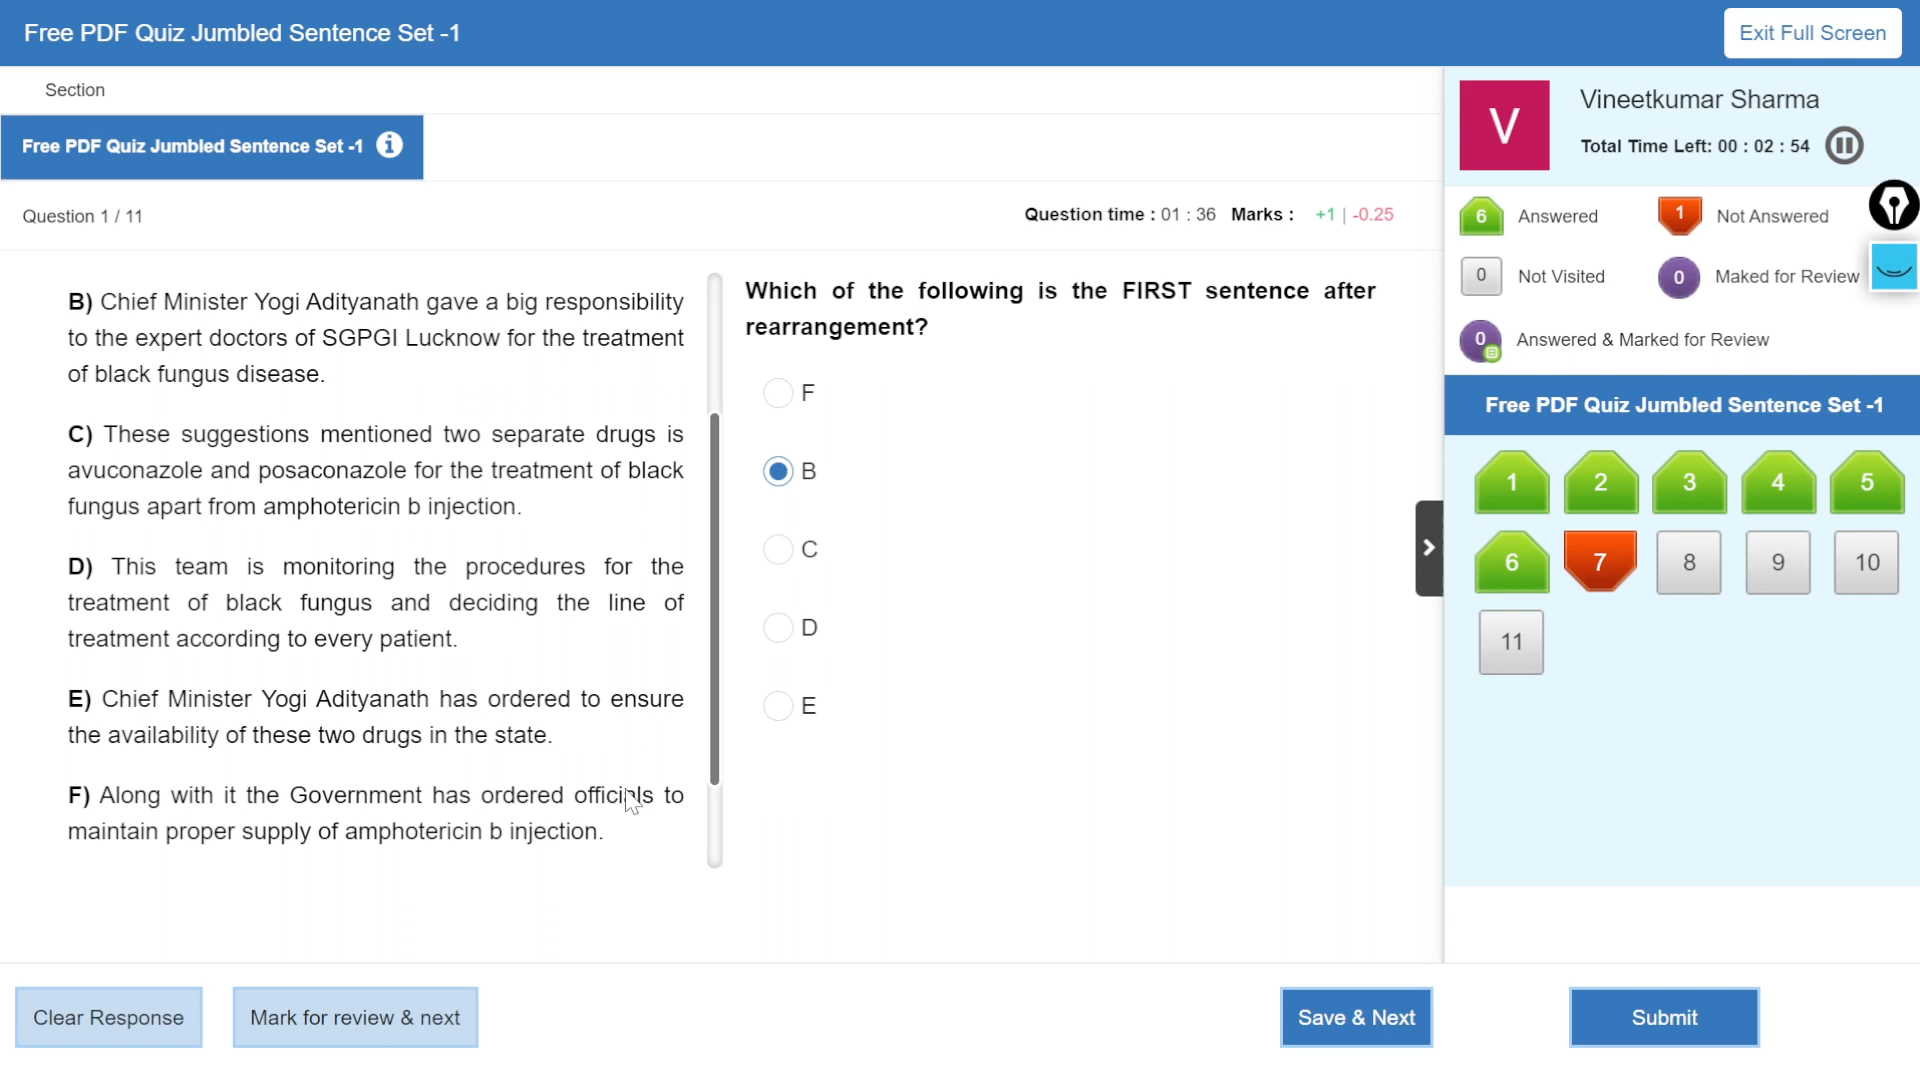 Free PDF Quiz Jumbled Sentence Set -1
Exit Full Screen
Section
Free PDF Quiz Jumbled Sentence Set -1 i
Question 1 / 11
Question time : 01 : 36 Marks : +1 | -0.25
B) Chief Minister Yogi Adityanath gave a big responsibility
to the expert doctors of SGPGI Lucknow for the treatment
of black fungus disease.
C) These suggestions mentioned two separate drugs is
avuconazole and posaconazole for the treatment of black
fungus apart from amphotericin b injection.
D) This team is monitoring the procedures for the
treatment of black fungus and deciding the line of
treatment according to every patient.
E) Chief Minister Yogi Adityanath has ordered to ensure
the availability of these two drugs in the state.
F) Along with it the Government has ordered officials to
maintain proper supply of amphotericin b injection.
Which of the following is the FIRST sentence after
rearrangement?
F
B
C
D
E
V
Vineetkumar Sharma
Total Time Left: 00 : 02 : 54
6 Answered
1 Not Answered
0 Not Visited
0 Maked for Review
0 Answered & Marked for Review
Free PDF Quiz Jumbled Sentence Set -1
1 2 3 4 5
6 7 8 9 10
11
Clear Response
Mark for review & next
Save & Next
Submit